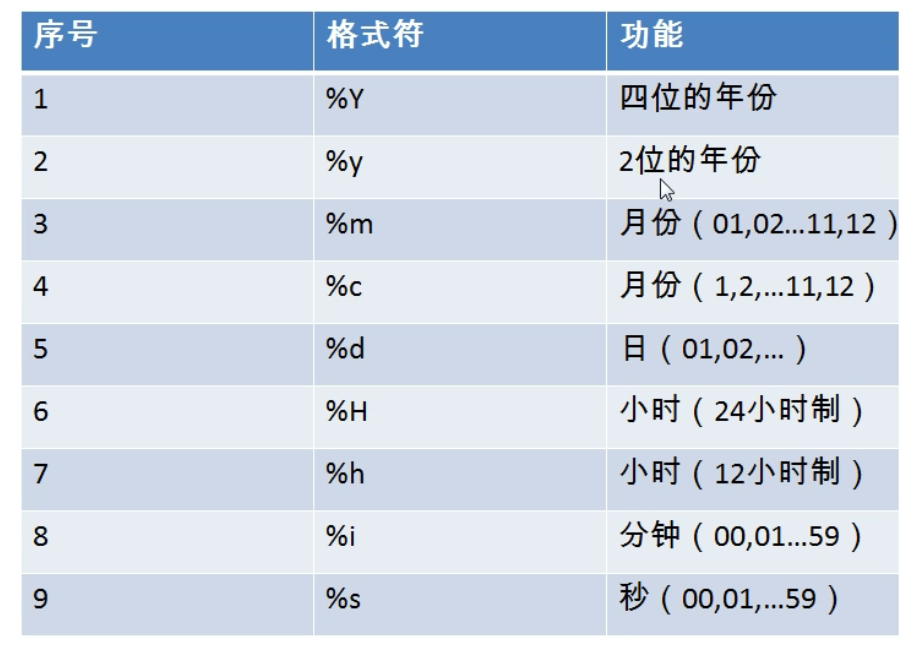 序号 格式符 功能
1 %Y 四位的年份
2 %y 2位的年份
3 %m 月份（01,02…11,12）
4 %c 月份（1,2,…11,12）
5 %d 日（01,02,…）
6 %H 小时（24小时制）
7 %h 小时（12小时制）
8 %i 分钟（00,01…59）
9 %s 秒（00,01,…59）